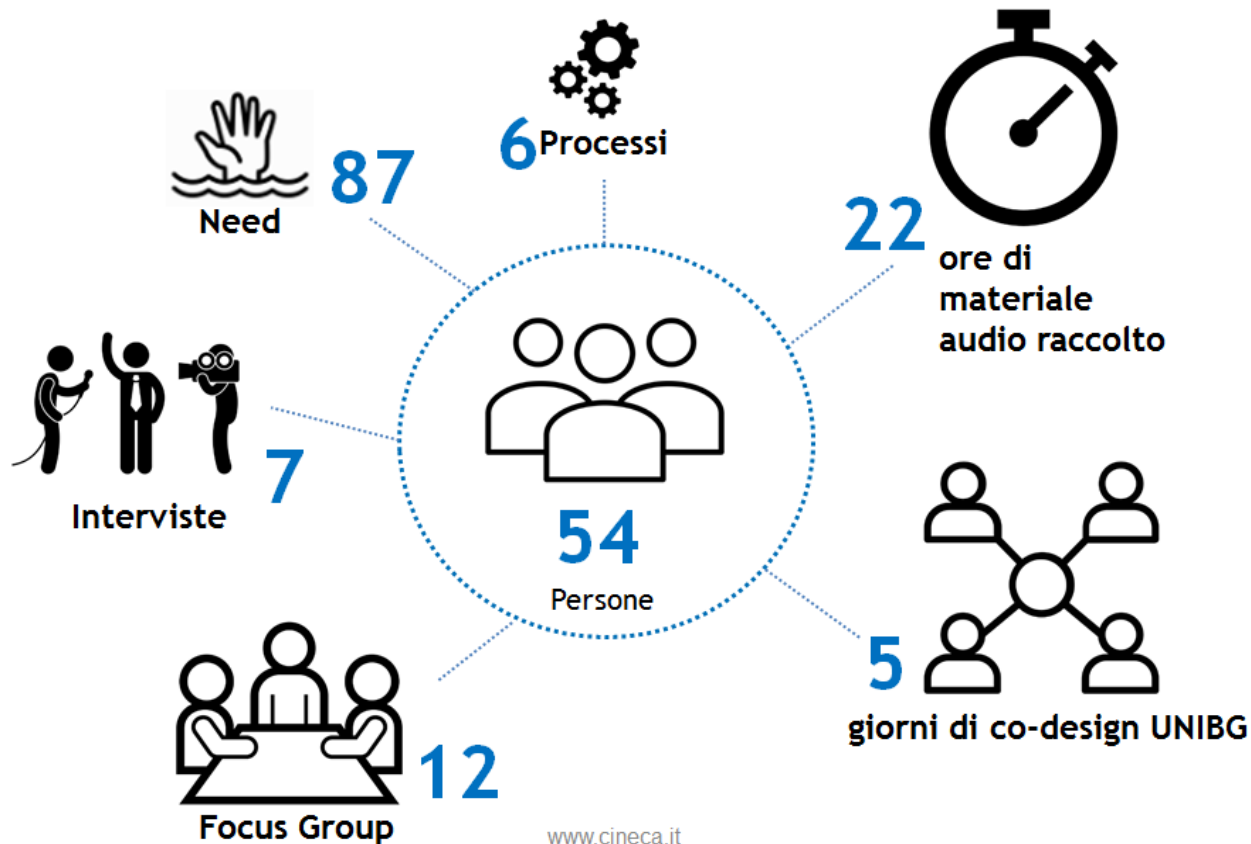 6 Processi
87
Need
22
ore di
materiale
audio raccolto
7
Interviste
54
Persone
5
giorni di co-design UNIBG
12
Focus Group
www.cineca.it